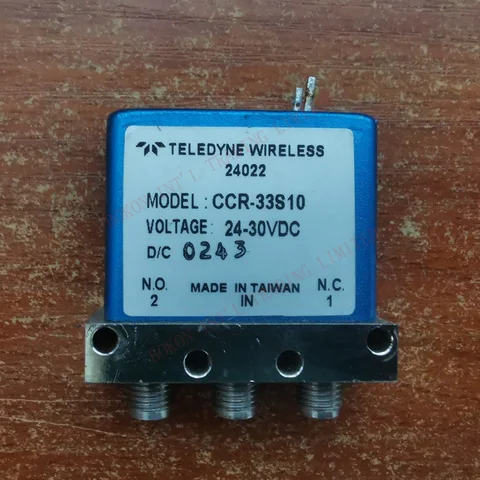 TELEDYNE WIRELESS
24022
MODEL : CCR-33S10
VOLTAGE: 24-30VDC
D/C 0243
N.O. MADE IN TAIWAN N.C.
2 IN 1